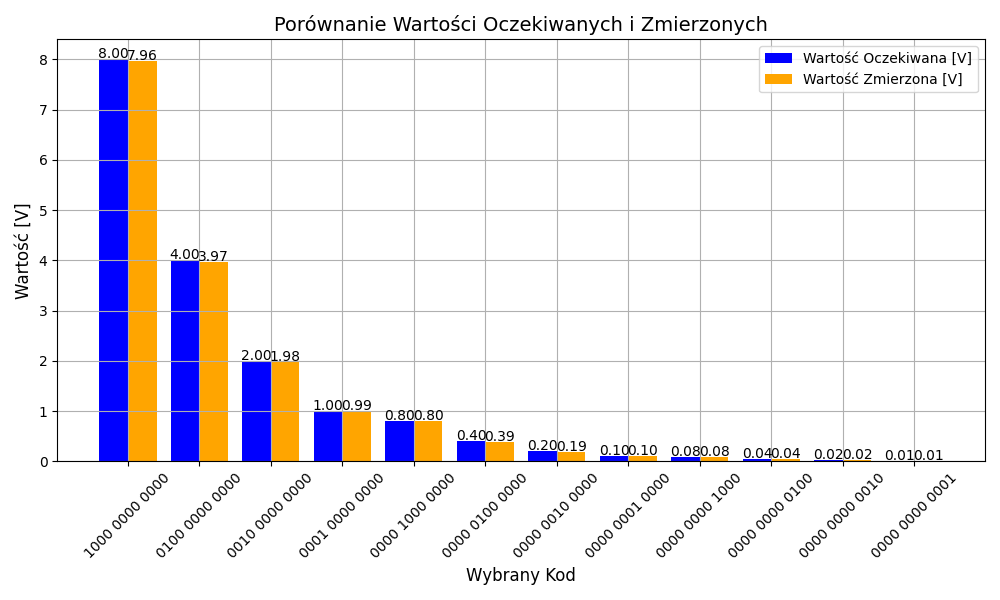 Porównanie Wartości Oczekiwanych i Zmierzonych
Wartość Oczekiwana [V]
Wartość Zmierzona [V]
Wartość [V]
8
7
6
5
4
3
2
1
0
8.00 7.96
4.00 3.97
2.00 1.98
1.00 0.99
0.80 0.80
0.40 0.39
0.20 0.19
0.10 0.10
0.08 0.08
0.04 0.04
0.02 0.02
0.01 0.01
1000 0000 0000
0100 0000 0000
0010 0000 0000
0001 0000 0000
0000 1000 0000
0000 0100 0000
0000 0010 0000
0000 0001 0000
0000 0000 1000
0000 0000 0100
0000 0000 0010
0000 0000 0001
Wybrany Kod